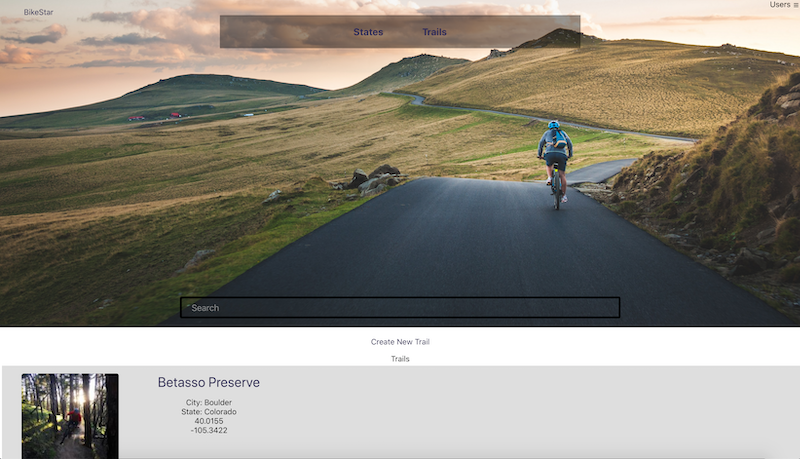 BikeStar
Users
States Trails
Search
Create New Trail
Trails
Betasso Preserve
City: Boulder
State: Colorado
40.0155
-105.3422